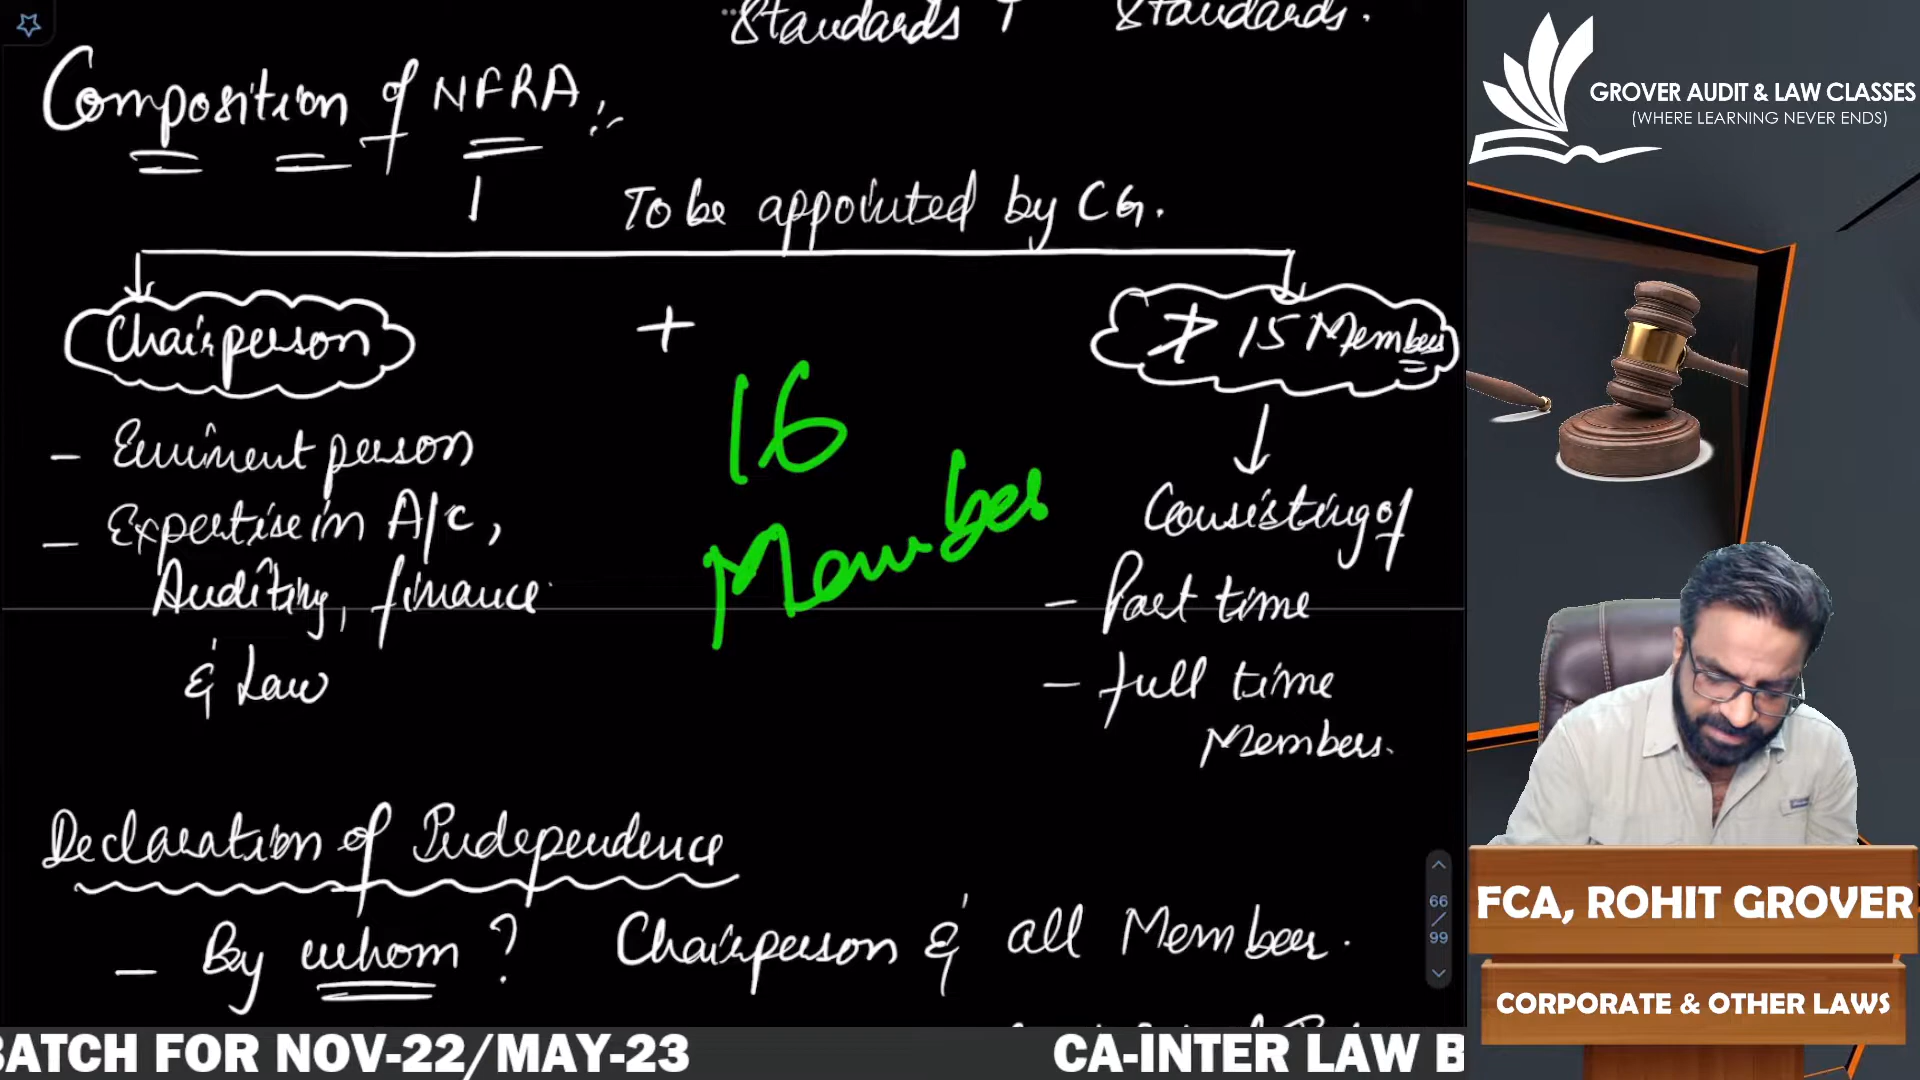 Standards Standards.
Composition of NFRA :-
To be appointed by CG.
Chairperson + ≯ 15 Member
16
Member
- Eminent person
- Expertise in A/c,
Auditing, finance
& Law
Consisting of
- Part time
- full time
Members.
Declaration of Independence
- By whom ? Chairperson & all Member.
66
/
99
GROVER AUDIT & LAW CLASSES
(WHERE LEARNING NEVER ENDS)
FCA, ROHIT GROVER
CORPORATE & OTHER LAWS
BATCH FOR NOV-22/MAY-23 CA-INTER LAW B